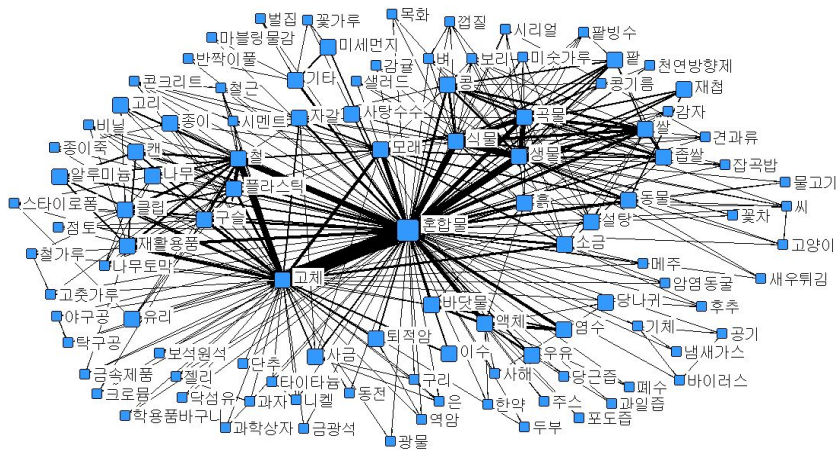 벌집
꽃가루
목화
껍질
시리얼
팥빙수
마블링물감
미세먼지
반짝이풀
감귤
벼
보리
미숫가루
팥
천연방향제
콘크리트
철근
기타
샐러드
콩
콩기름
재첩
고리
자갈
사탕수수
곡물
감자
비닐
종이
시멘트
식물
쌀
견과류
종이죽
캔
철
모래
생물
좁쌀
잡곡밥
알루미늄
나무
플라스틱
물고기
스타이로폼
클립
구슬
흙
동물
씨
점토
혼합물
설탕
꽃차
철가루
재활용품
소금
고양이
나무토막
고체
메주
새우튀김
고춧가루
암염동굴
야구공
유리
바닷물
당나귀
후추
탁구공
퇴적암
액체
염수
기체
공기
보석원석
단추
사금
이수
우유
냄새가스
금속제품
젤리
타이타늄
구리
사해
당근즙
폐수
바이러스
크로뮴
닥섬유
과자
니켈
동전
은
한약
주스
과일즙
학용품바구니
역암
포도즙
과학상자
금광석
광물
두부